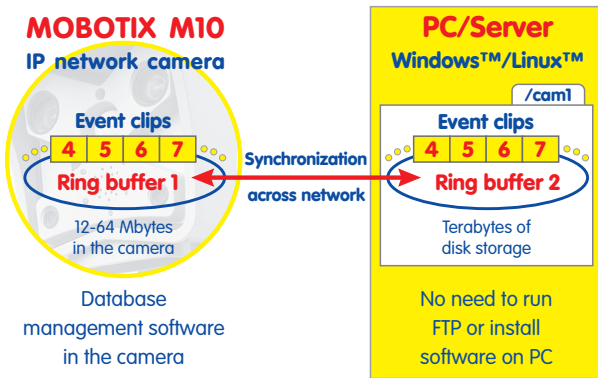 MOBOTIX M10
IP network camera
Event clips
4 5 6 7
Ring buffer 1
12-64 Mbytes
in the camera
Database
management software
in the camera
Synchronization
across network
PC/Server
Windows™/Linux™
/cam1
Event clips
4 5 6 7
Ring buffer 2
Terabytes of
disk storage
No need to run
FTP or install
software on PC